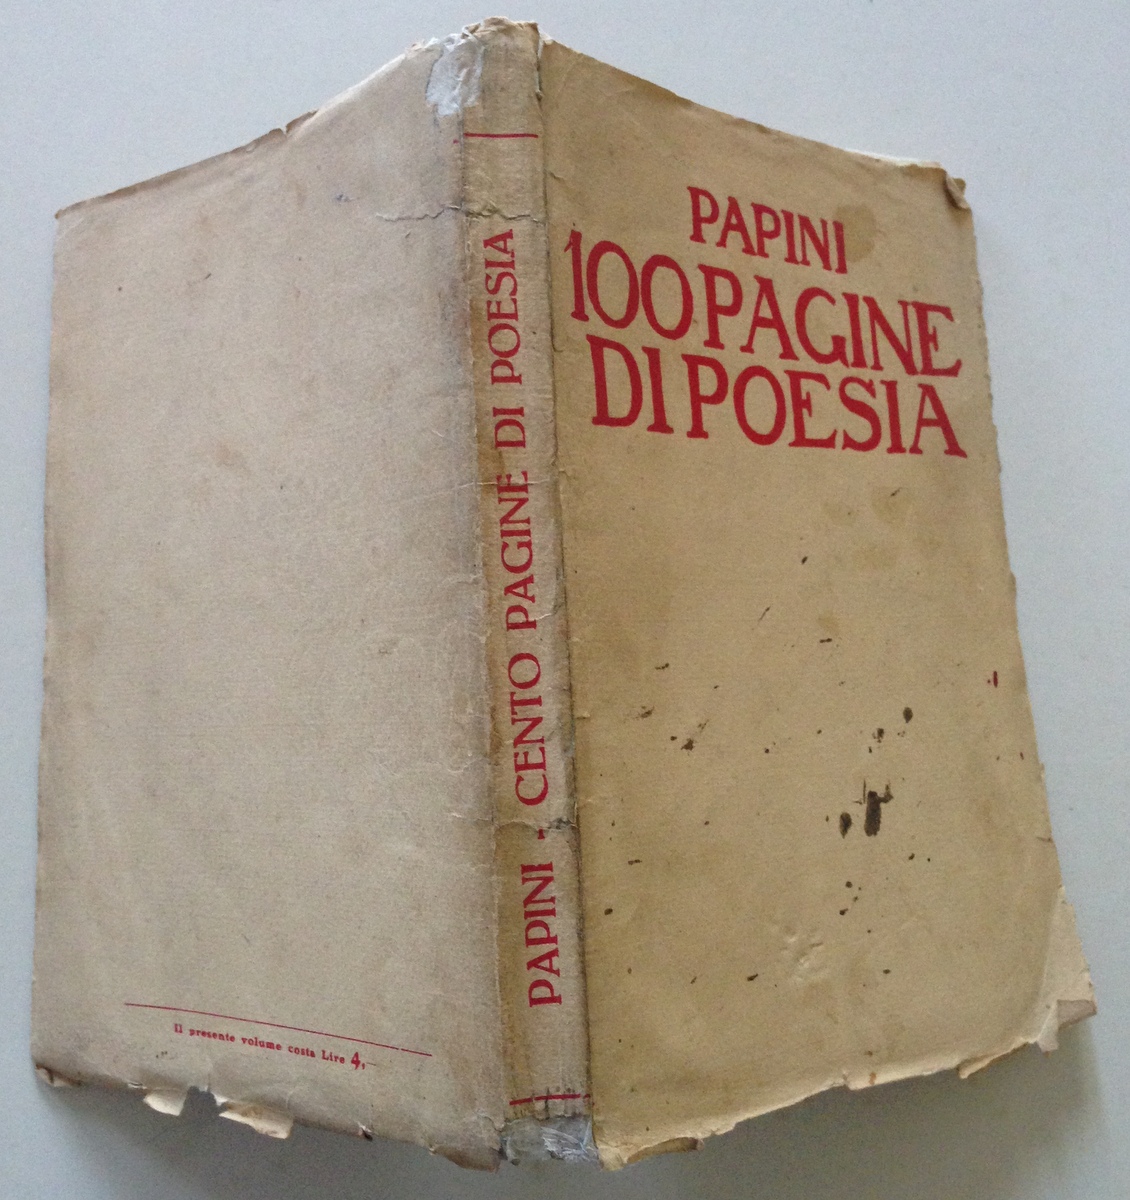 PAPINI
100 PAGINE
DI POESIA
PAPINI - CENTO PAGINE DI POESIA
Il presente volume costa Lire 4,—